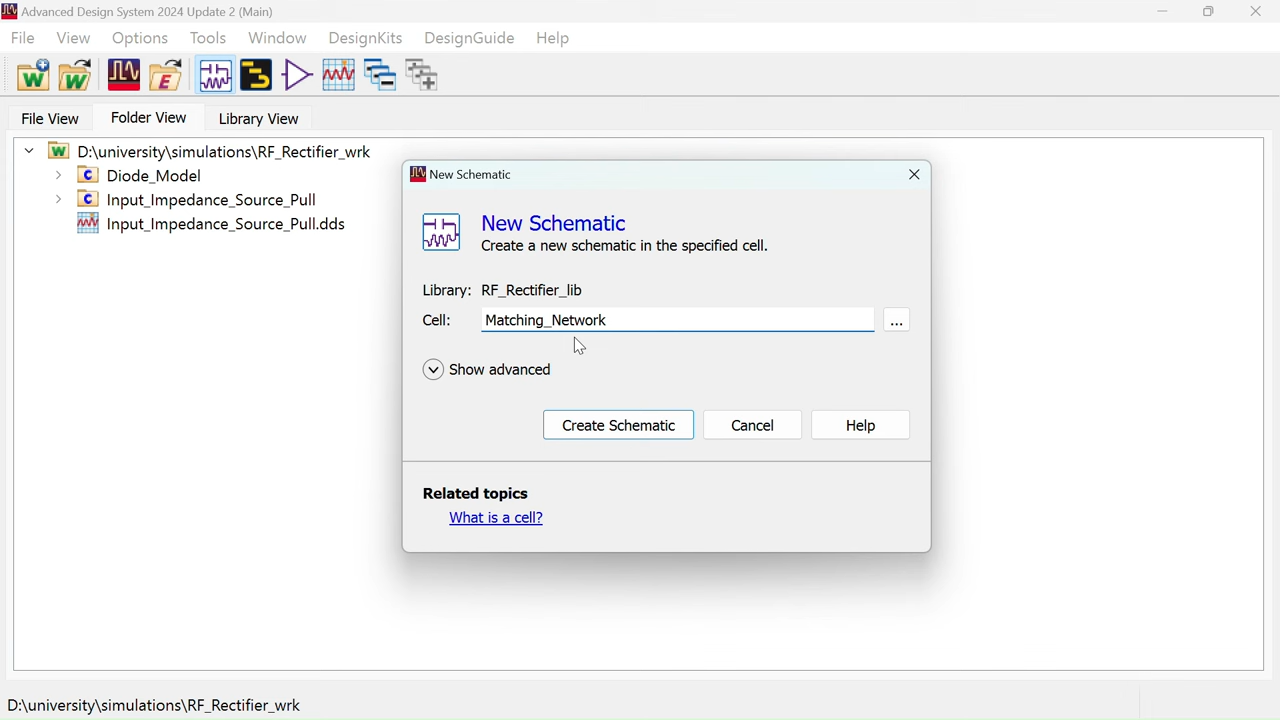 Advanced Design System 2024 Update 2 (Main)
File View Options Tools Window DesignKits DesignGuide Help
File View Folder View Library View
D:\university\simulations\RF_Rectifier_wrk
Diode_Model
Input_Impedance_Source_Pull
Input_Impedance_Source_Pull.dds
New Schematic
New Schematic
Create a new schematic in the specified cell.
Library: RF_Rectifier_lib
Cell: Matching_Network ...
Show advanced
Create Schematic Cancel Help
Related topics
What is a cell?
D:\university\simulations\RF_Rectifier_wrk